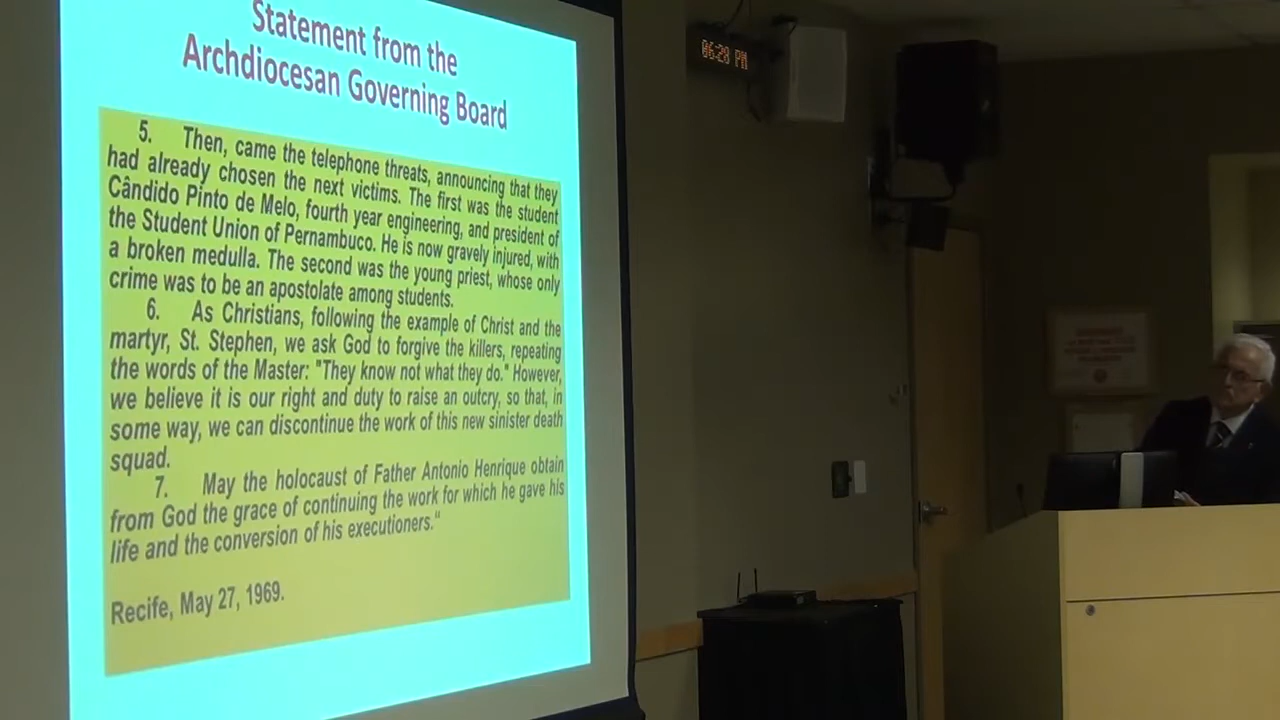 Statement from the
Archdiocesan Governing Board
5. Then, came the telephone threats, announcing that they
had already chosen the next victims. The first was the student
Cândido Pinto de Melo, fourth year engineering, and president of
the Student Union of Pernambuco. He is now gravely injured, with
a broken medulla. The second was the young priest, whose only
crime was to be an apostolate among students.
6. As Christians, following the example of Christ and the
martyr, St. Stephen, we ask God to forgive the killers, repeating
the words of the Master: "They know not what they do." However,
we believe it is our right and duty to raise an outcry, so that, in
some way, we can discontinue the work of this new sinister death
squad.
7. May the holocaust of Father Antonio Henrique obtain
from God the grace of continuing the work for which he gave his
life and the conversion of his executioners."
Recife, May 27, 1969.
06:28 PM